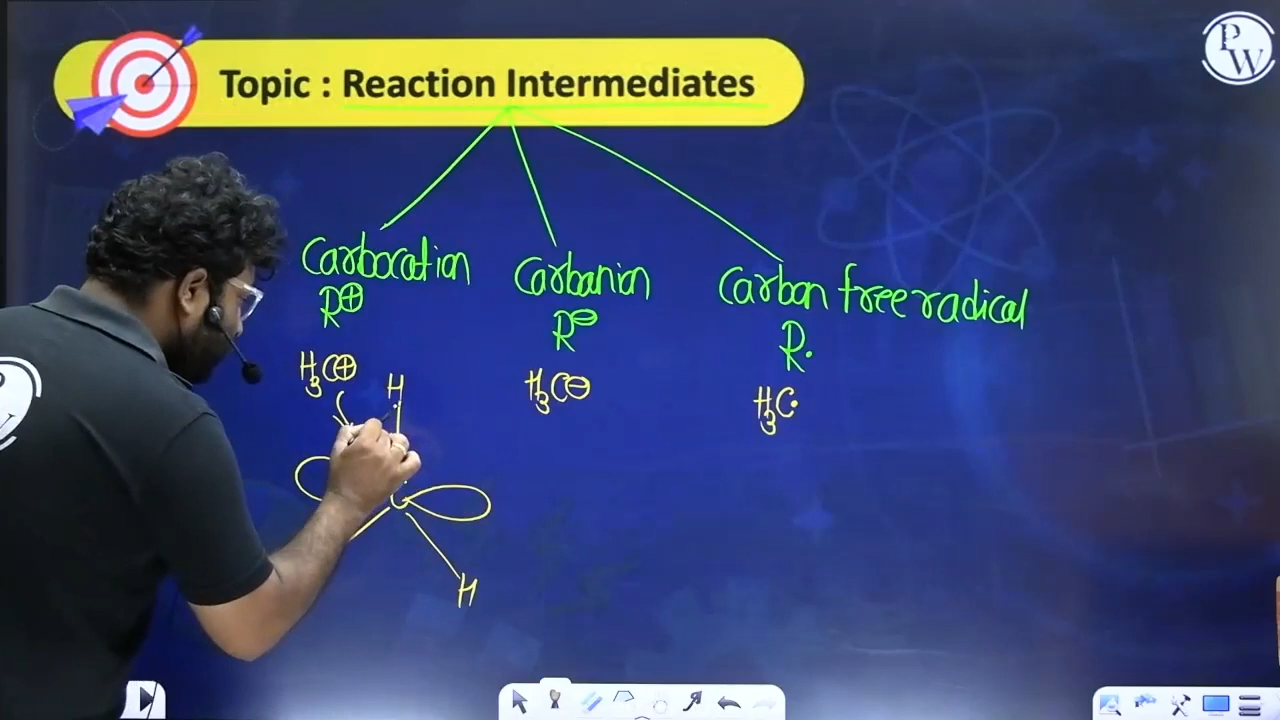 PW
Topic : Reaction Intermediates
Carbocation
R⊕
H₃C⊕
Carbanion
R⊖
H₃C⊖
Carbon free radical
R•
H₃C•
H
C
H
W